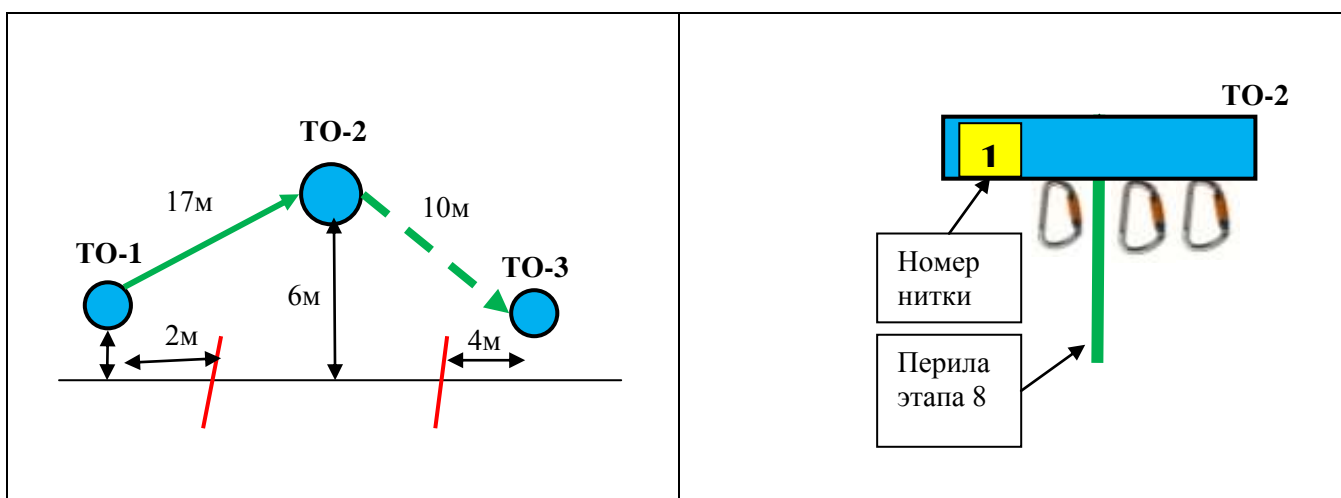 ТО-2
17м
10м
ТО-1
ТО-3
6м
2м
4м
ТО-2
1
Номер
нитки
Перила
этапа 8